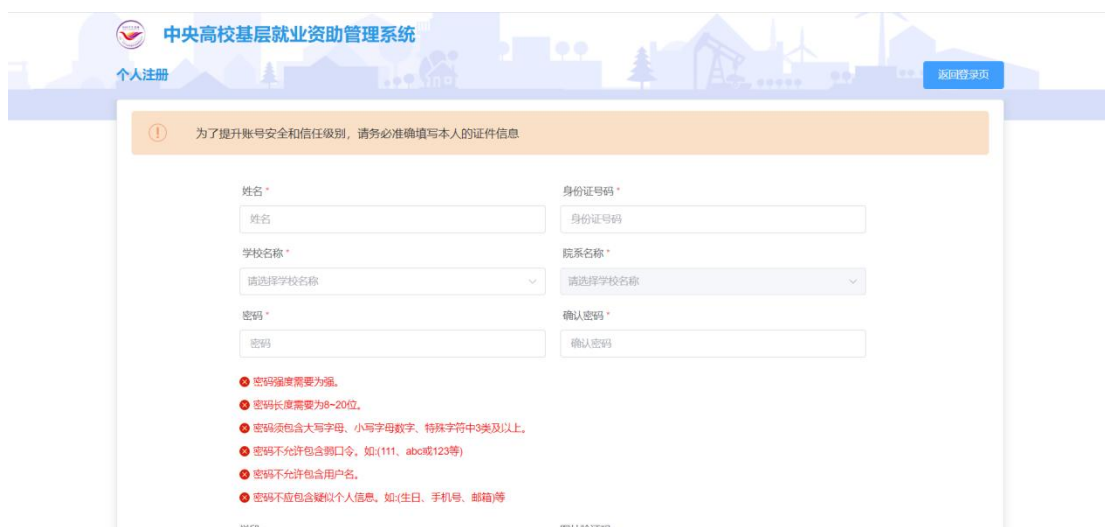 中央高校基层就业资助管理系统
个人注册
返回登录页
为了提升账号安全和信任级别，请务必准确填写本人的证件信息
姓名 *
身份证号码 *
姓名
身份证号码
学校名称 *
院系名称 *
请选择学校名称
请选择学校名称
密码 *
确认密码 *
密码
确认密码
密码强度需要为强。
密码长度需要为8~20位。
密码须包含大写字母、小写字母数字、特殊字符中3类及以上。
密码不允许包含弱口令。如:(111、abc或123等)
密码不允许包含用户名。
密码不应包含疑似个人信息。如:(生日、手机号、邮箱)等